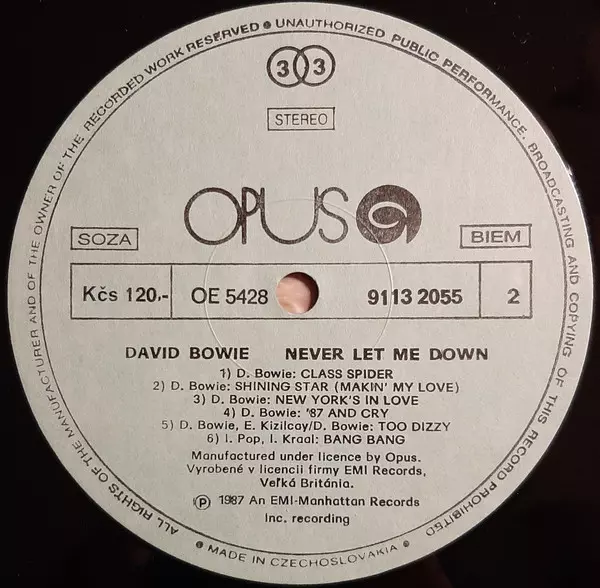 ALL RIGHTS OF THE MANUFACTURER AND OF THE OWNER OF THE RECORDED WORK RESERVED ● UNAUTHORIZED PUBLIC PERFORMANCE, BROADCASTING AND COPYING OF THIS RECORD PROHIBITED
33
STEREO
OPUS
SOZA
BIEM
Kčs 120,- OE 5428 9113 2055 2
DAVID BOWIE NEVER LET ME DOWN
1) D. Bowie: CLASS SPIDER
2) D. Bowie: SHINING STAR (MAKIN' MY LOVE)
3) D. Bowie: NEW YORK'S IN LOVE
4) D. Bowie: '87 AND CRY
5) D. Bowie, E. Kizilcay/D. Bowie: TOO DIZZY
6) I. Pop, I. Kraal: BANG BANG
Manufactured under licence by Opus.
Vyrobené v licencii firmy EMI Records,
Veľká Británia.
Ⓟ 1987 An EMI-Manhattan Records
Inc. recording
● MADE IN CZECHOSLOVAKIA ●